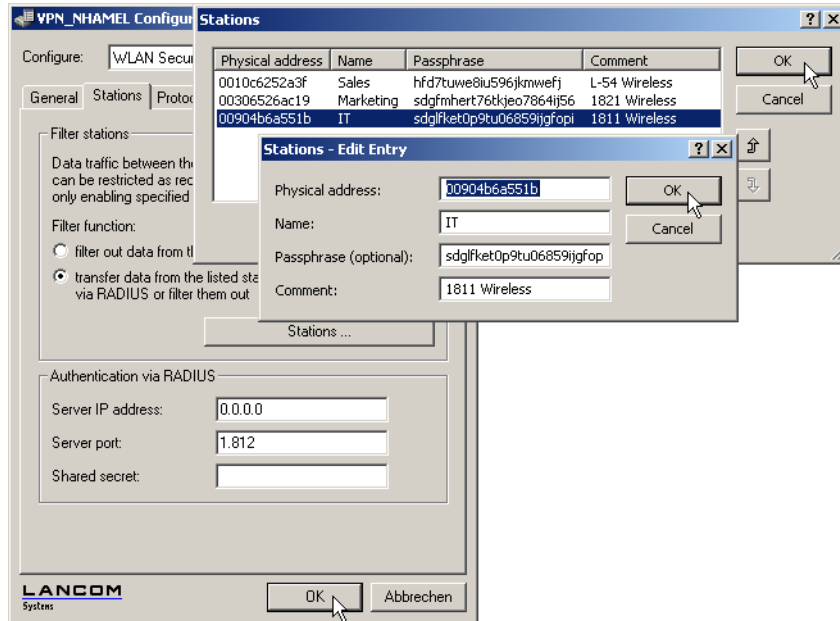 VPN_NHAMEL Configur
Configure:
WLAN Secur
General
Stations
Protoc
Filter stations
Data traffic between th
can be restricted as rec
only enabling specified
Filter function:
filter out data from tl
transfer data from the listed sta
via RADIUS or filter them out
Stations ...
Authentication via RADIUS
Server IP address:
0.0.0.0
Server port:
1.812
Shared secret:
LANCOM
Systems
OK
Abbrechen
Stations
Physical address Name Passphrase Comment
0010c6252a3f Sales hfd7tuwe8iu596jkmwefj L-54 Wireless
00306526ac19 Marketing sdgfmhert76tkjeo7864ij56 1821 Wireless
00904b6a551b IT sdglfket0p9tu06859ijgfopi 1811 Wireless
OK
Cancel
Stations - Edit Entry
Physical address:
00904b6a551b
Name:
IT
Passphrase (optional):
sdglfket0p9tu06859ijgfop
Comment:
1811 Wireless
OK
Cancel